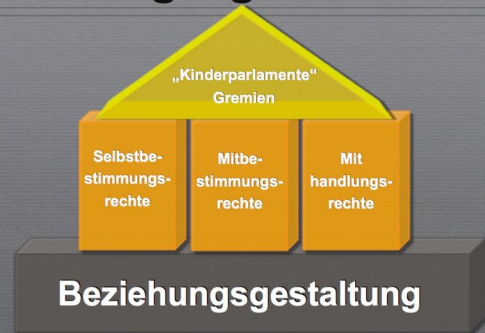 „Kinderparlamente“
Gremien
Selbstbe-
stimmungs-
rechte
Mitbe-
stimmungs-
rechte
Mit
handlungs-
rechte
Beziehungsgestaltung